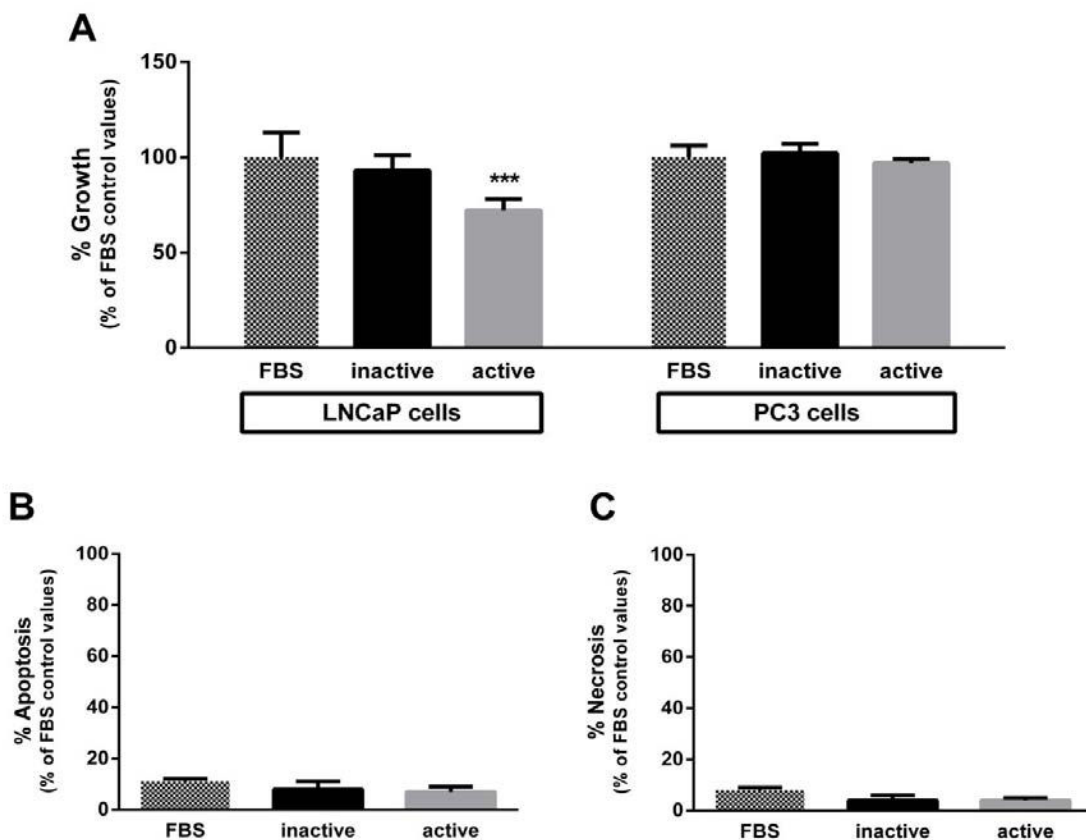 A
% Growth
(% of FBS control values)
150
100
50
0
***
FBS inactive active FBS inactive active
LNCaP cells PC3 cells
B
% Apoptosis
(% of FBS control values)
100
80
60
40
20
0
FBS inactive active
C
% Necrosis
(% of FBS control values)
100
80
60
40
20
0
FBS inactive active